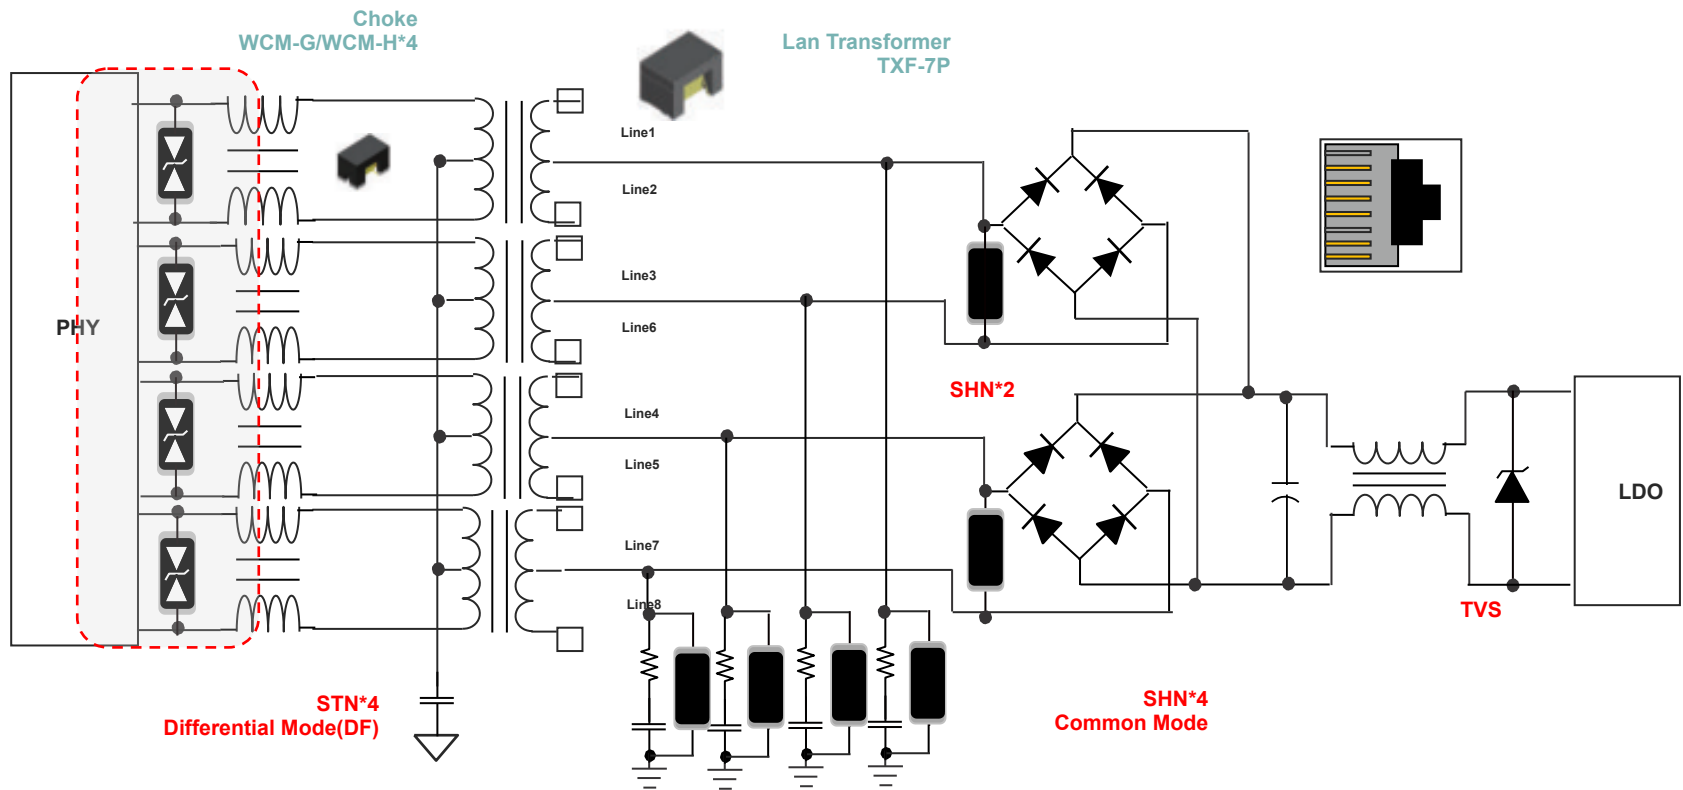 Choke
WCM-G/WCM-H*4
Lan Transformer
TXF-7P
Line1
Line2
Line3
PHY
Line6
SHN*2
Line4
Line5
LDO
Line7
Line8
TVS
STN*4
Differential Mode(DF)
SHN*4
Common Mode